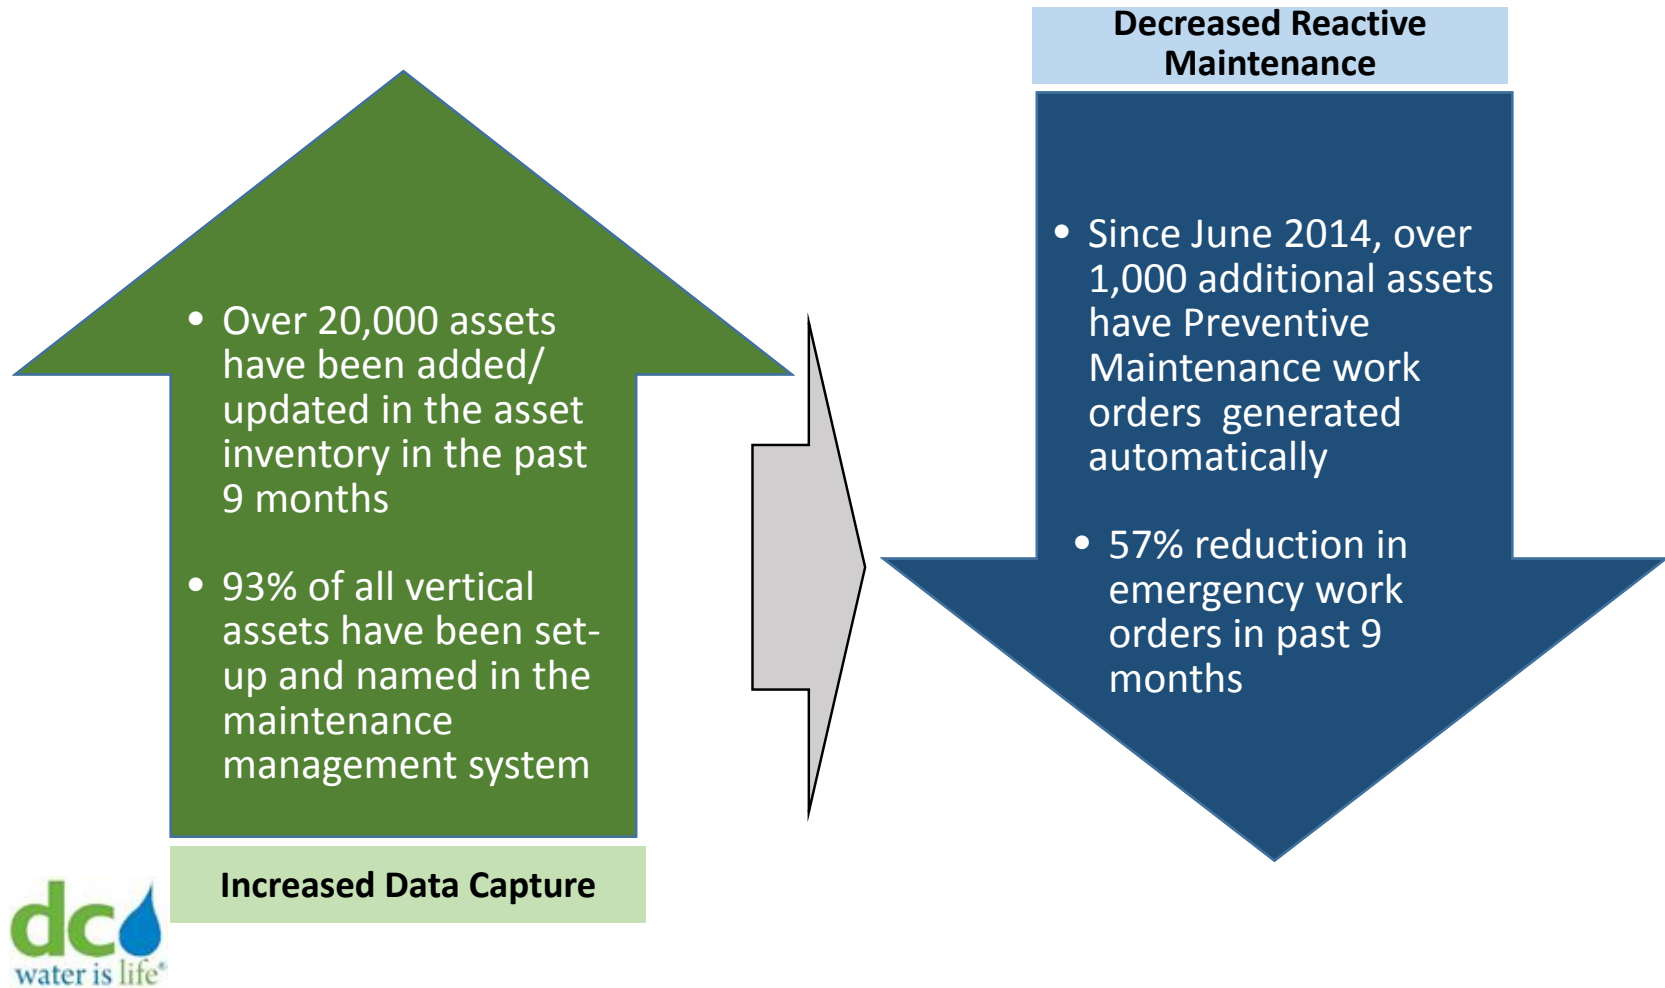 Decreased Reactive
Maintenance
• Over 20,000 assets
have been added/
updated in the asset
inventory in the past
9 months
• 93% of all vertical
assets have been set-
up and named in the
maintenance
management system
Increased Data Capture
• Since June 2014, over
1,000 additional assets
have Preventive
Maintenance work
orders  generated
automatically
• 57% reduction in
emergency work
orders in past 9
months
dc
water is life®